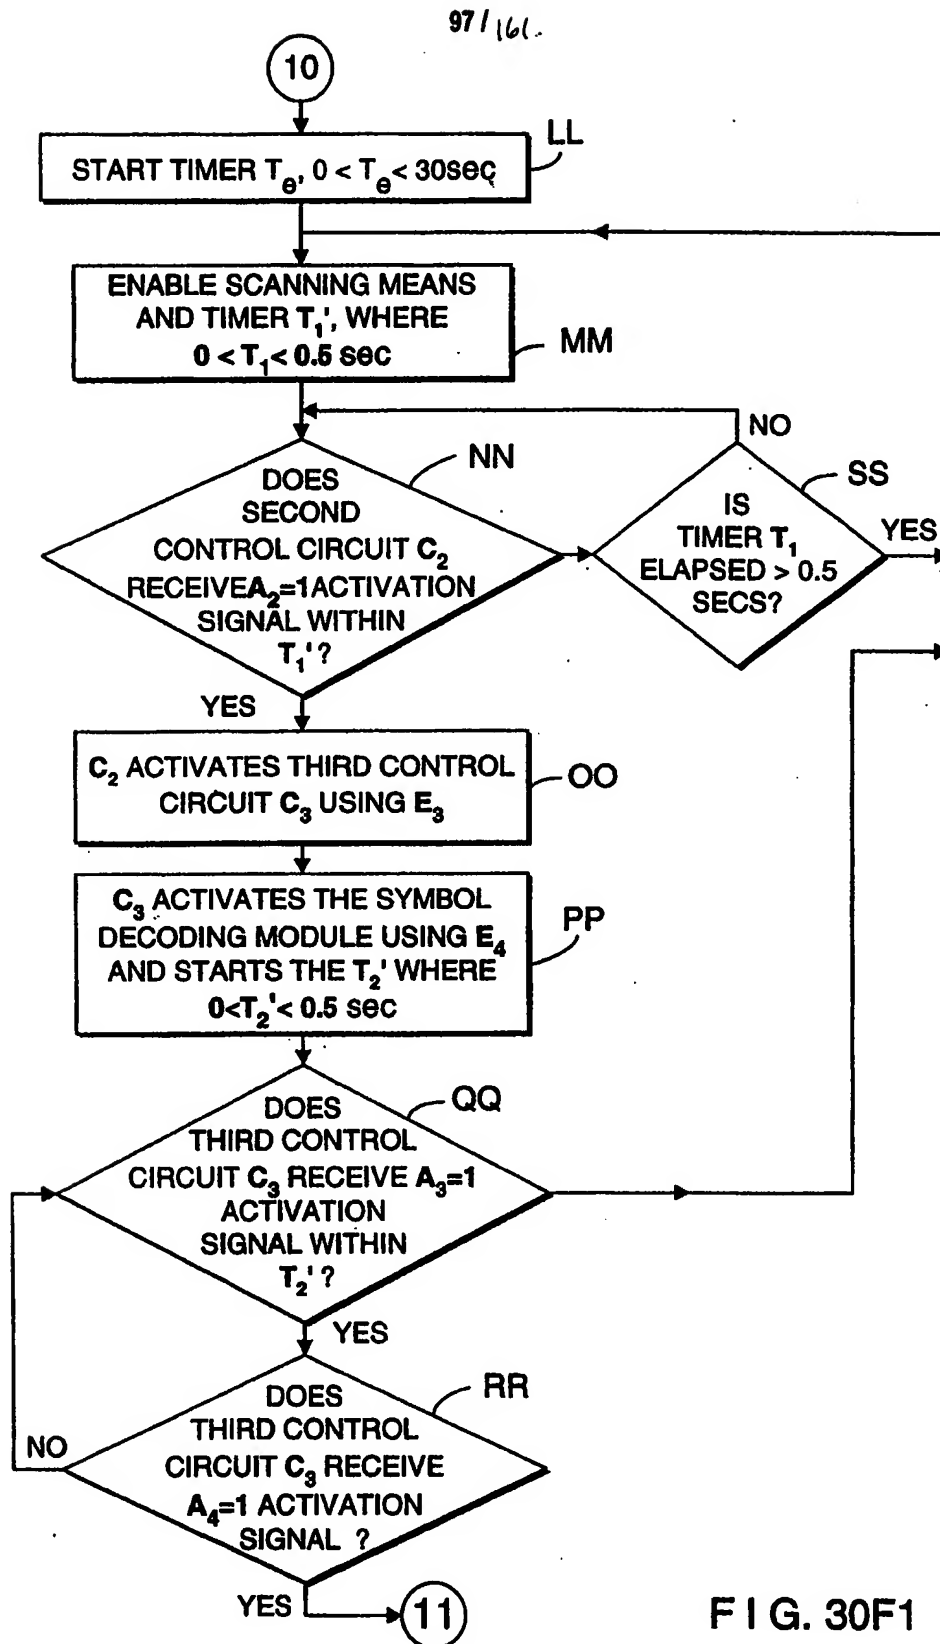 97/161.
10
LL
START TIMER Te, 0 < Te < 30sec
ENABLE SCANNING MEANS
AND TIMER T1', WHERE
0 < T1 < 0.5 sec
MM
NO
NN
SS
DOES
SECOND
CONTROL CIRCUIT C2
RECEIVE A2=1 ACTIVATION
SIGNAL WITHIN
T1' ?
IS
TIMER T1
ELAPSED > 0.5
SECS?
YES
YES
C2 ACTIVATES THIRD CONTROL
CIRCUIT C3 USING E3
OO
C3 ACTIVATES THE SYMBOL
DECODING MODULE USING E4
AND STARTS THE T2' WHERE
0<T2'< 0.5 sec
PP
QQ
DOES
THIRD CONTROL
CIRCUIT C3 RECEIVE A3=1
ACTIVATION
SIGNAL WITHIN
T2' ?
YES
RR
DOES
THIRD CONTROL
CIRCUIT C3 RECEIVE
A4=1 ACTIVATION
SIGNAL ?
NO
YES
11
FIG. 30F1